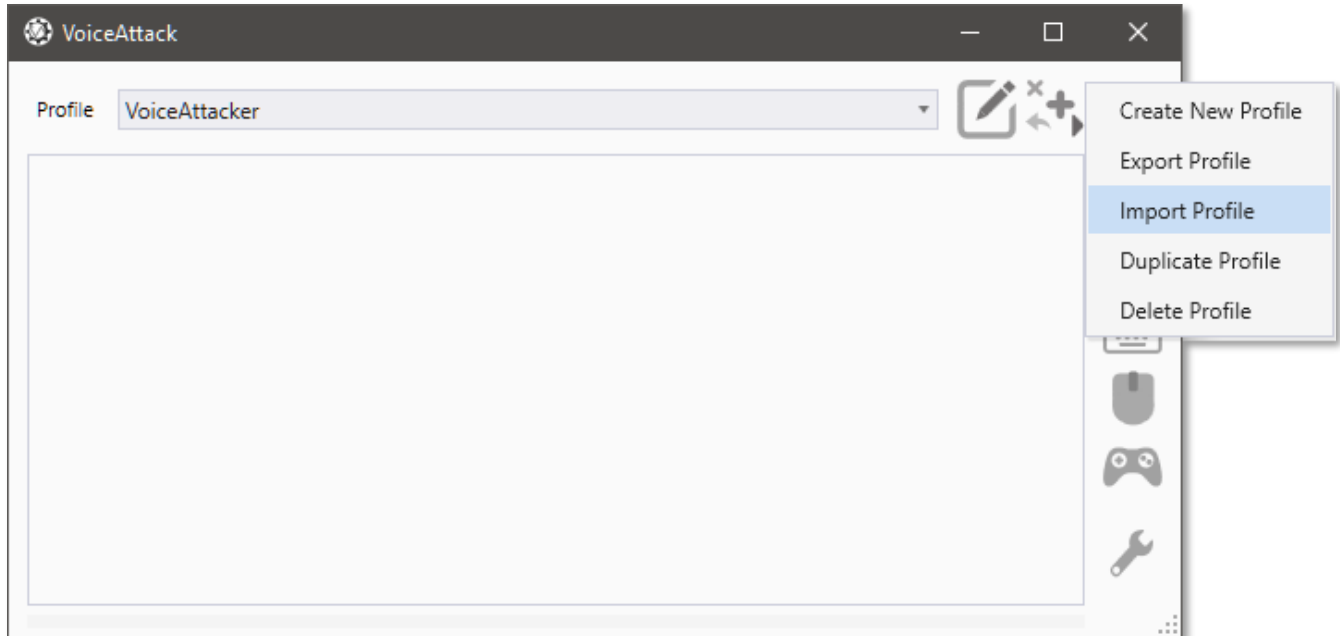 VoiceAttack
Profile VoiceAttacker
Create New Profile
Export Profile
Import Profile
Duplicate Profile
Delete Profile